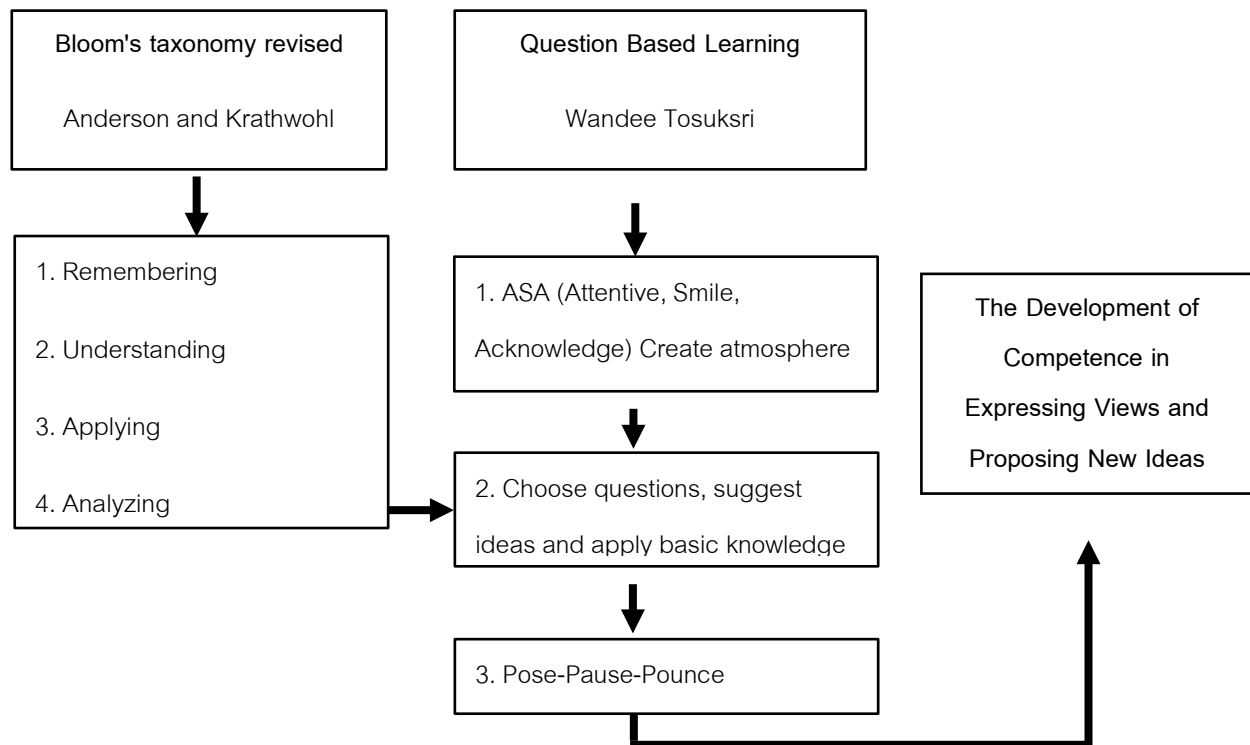 Bloom's taxonomy revised
Anderson and Krathwohl
Question Based Learning
Wandee Tosuksri
1. Remembering
2. Understanding
3. Applying
4. Analyzing
1. ASA (Attentive, Smile,
Acknowledge) Create atmosphere
2. Choose questions, suggest
ideas and apply basic knowledge
3. Pose-Pause-Pounce
The Development of
Competence in
Expressing Views and
Proposing New Ideas